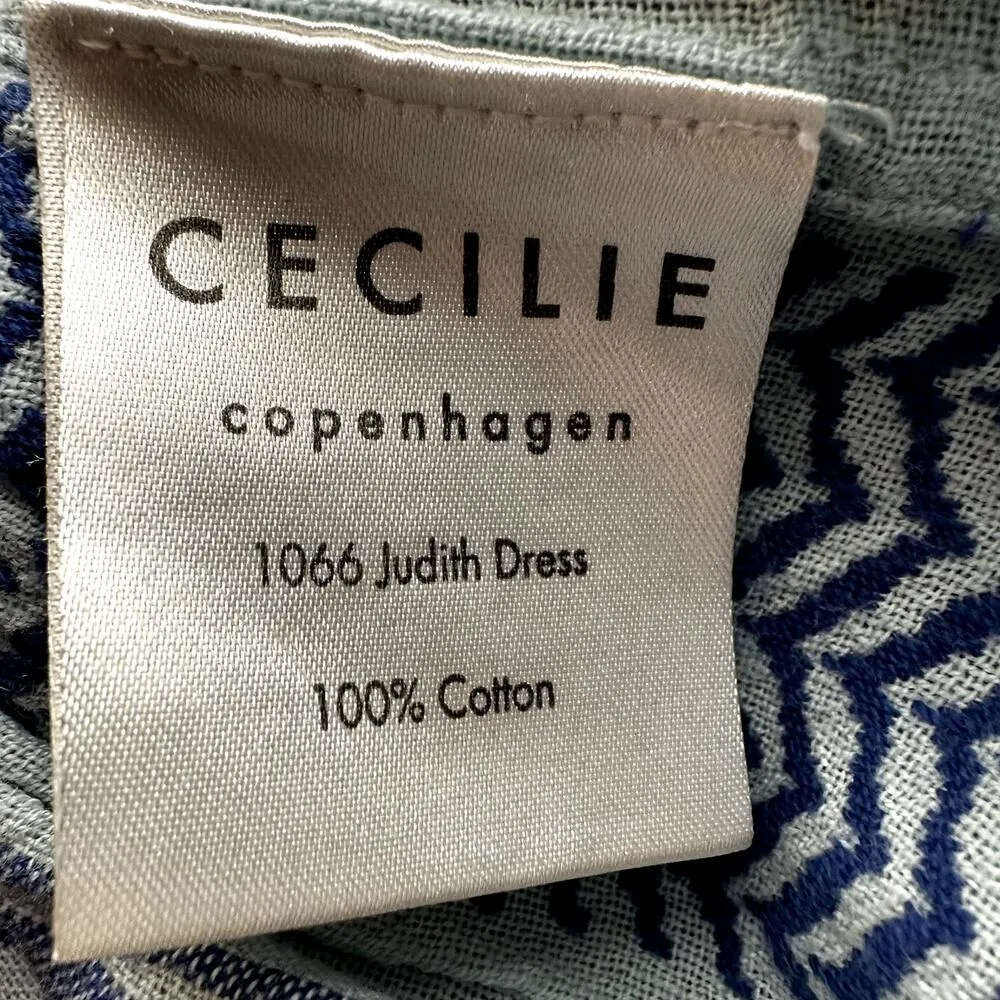 CECILIE
copenhagen
1066 Judith Dress
100% Cotton